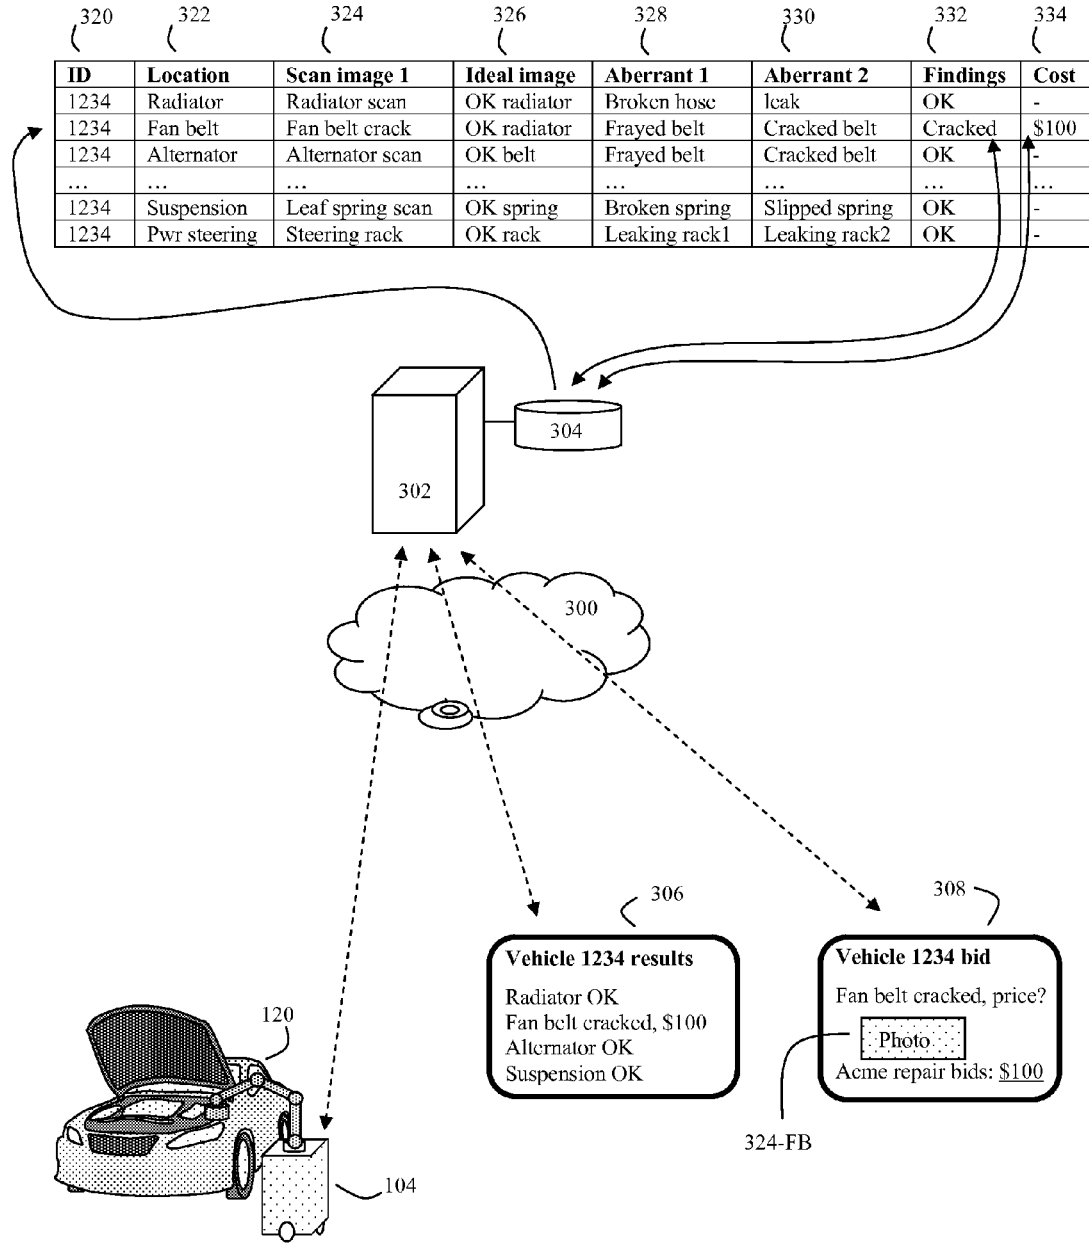 320 322 324 326 328 330 332 334
ID Location Scan image 1 Ideal image Aberrant 1 Aberrant 2 Findings Cost
1234 Radiator Radiator scan OK radiator Broken hose leak OK -
1234 Fan belt Fan belt crack OK radiator Frayed belt Cracked belt Cracked $100
1234 Alternator Alternator scan OK belt Frayed belt Cracked belt OK -
... ... ... ... ... ... ... ...
1234 Suspension Leaf spring scan OK spring Broken spring Slipped spring OK -
1234 Pwr steering Steering rack OK rack Leaking rack1 Leaking rack2 OK -
304
302
300
306
308
Vehicle 1234 results
Radiator OK
Fan belt cracked, $100
Alternator OK
Suspension OK
Vehicle 1234 bid
Fan belt cracked, price?
Photo
Acme repair bids: $100
120
324-FB
104